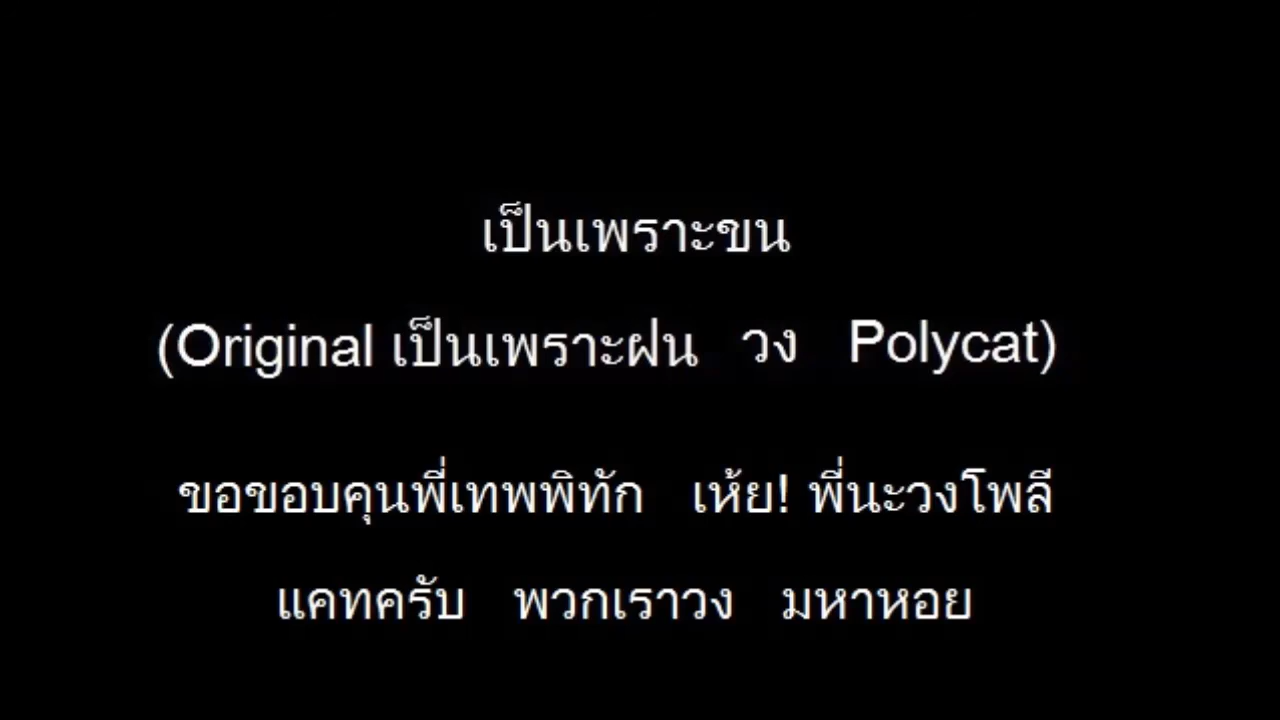 เป็นเพราะขน
(Original เป็นเพราะฝน วง Polycat)
ขอขอบคุนพี่เทพพิทัก เห้ย! พี่นะวงโพลี
แคทครับ พวกเราวง มหาหอย